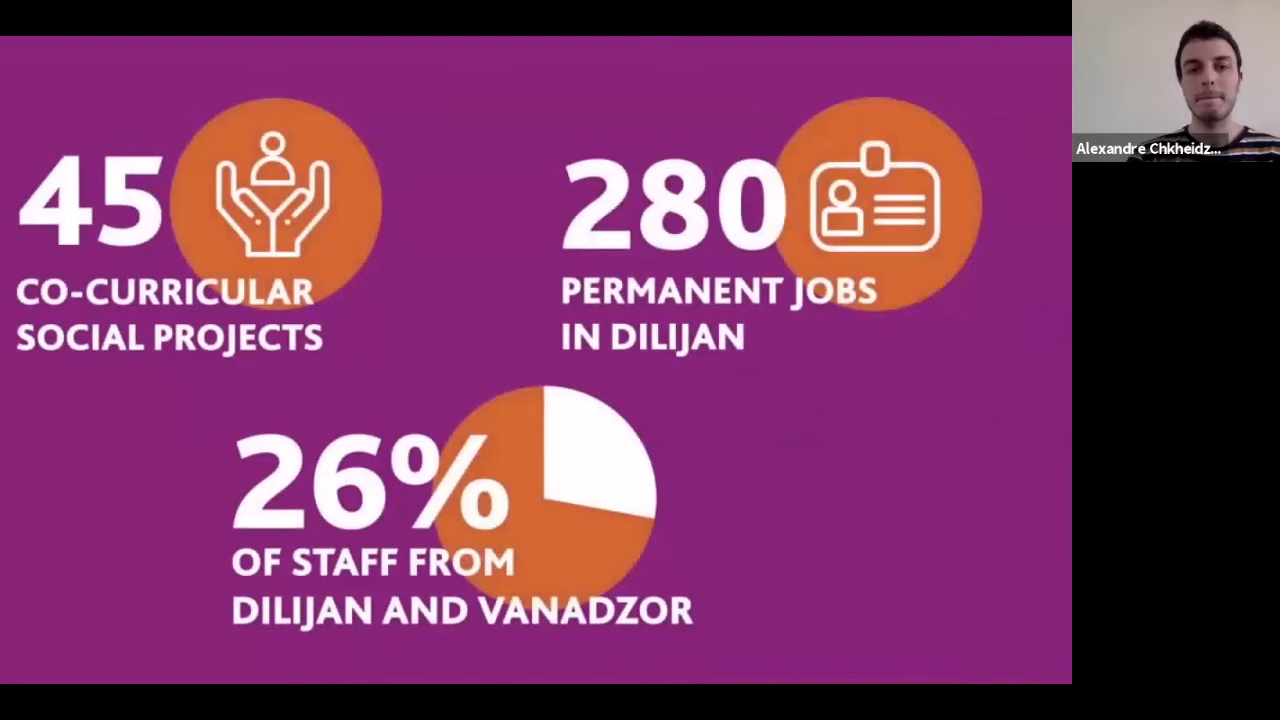 45
CO-CURRICULAR
SOCIAL PROJECTS
280
PERMANENT JOBS
IN DILIJAN
26%
OF STAFF FROM
DILIJAN AND VANADZOR
Alexandre Chkheidz...